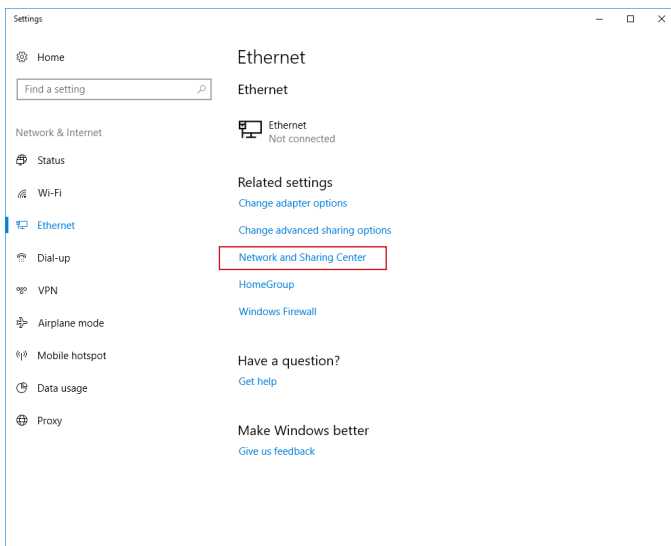 Settings
Home
Find a setting
Network & Internet
Status
Wi-Fi
Ethernet
Dial-up
VPN
Airplane mode
Mobile hotspot
Data usage
Proxy
Ethernet
Ethernet
Ethernet
Not connected
Related settings
Change adapter options
Change advanced sharing options
Network and Sharing Center
HomeGroup
Windows Firewall
Have a question?
Get help
Make Windows better
Give us feedback